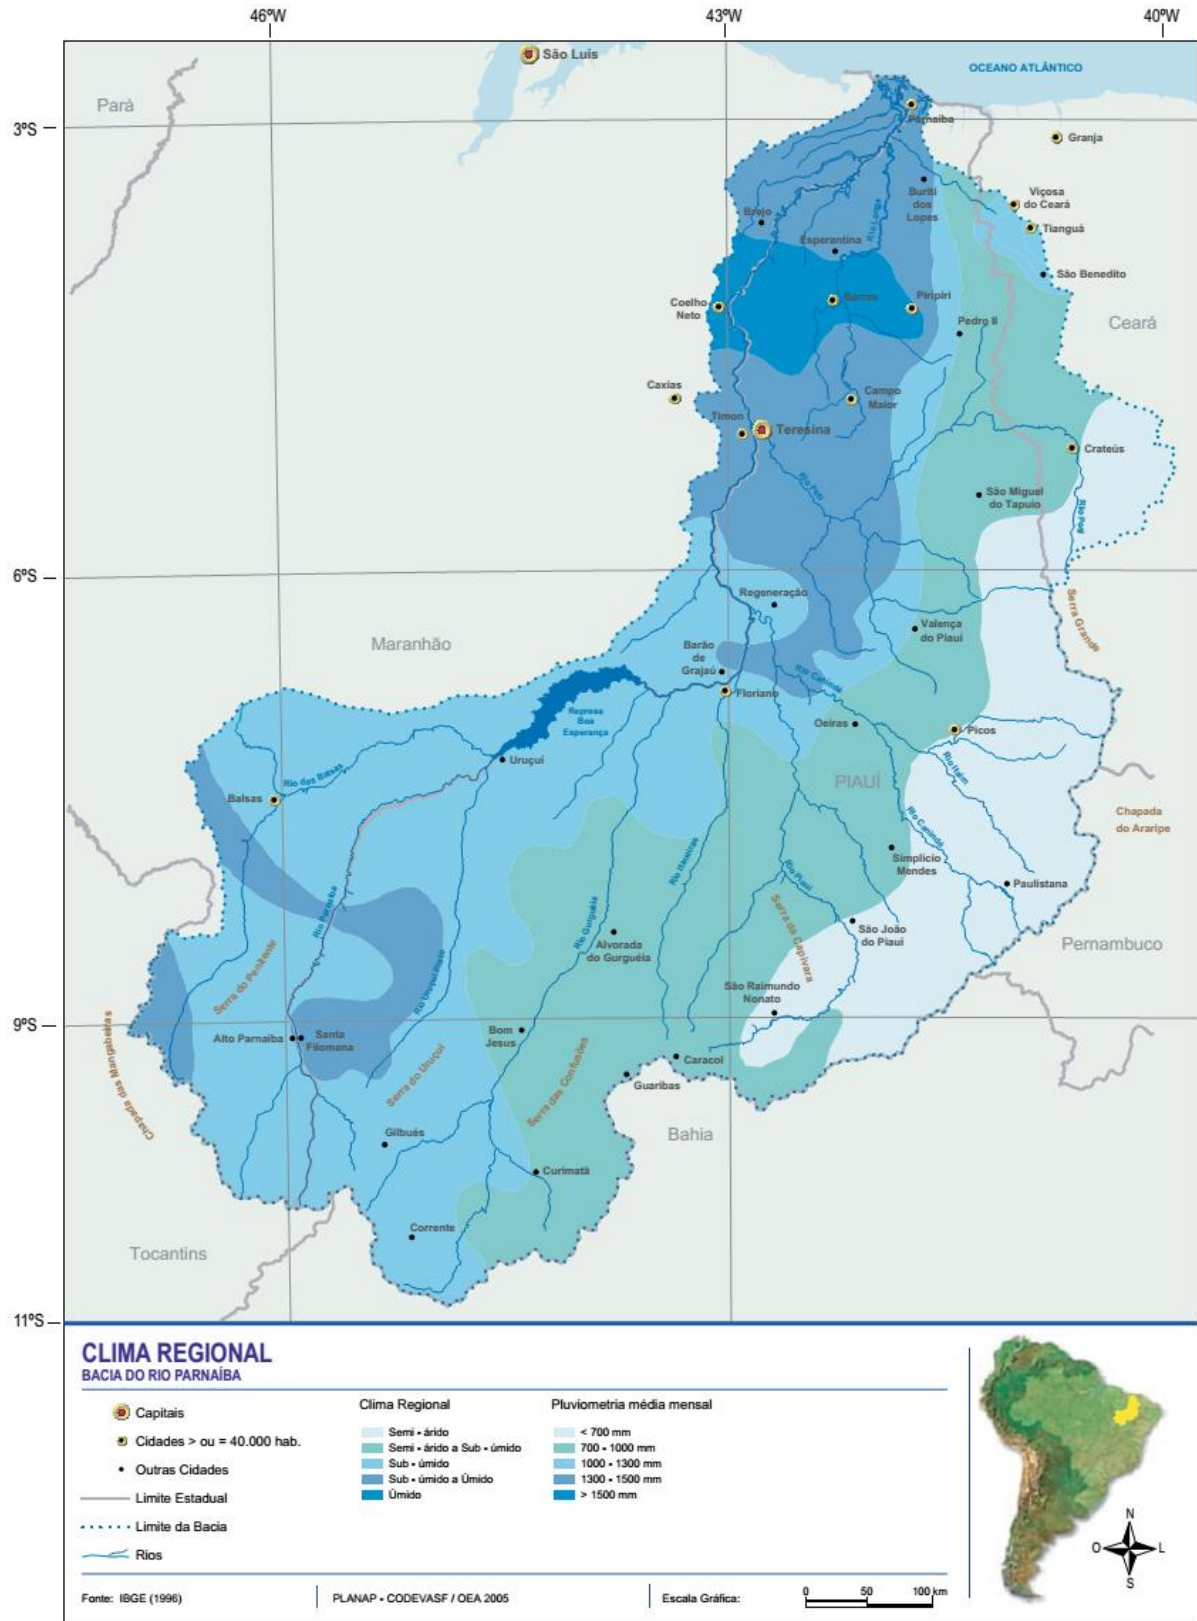 46ºW
43ºW
40ºW
São Luís
OCEANO ATLÂNTICO
Pará
3ºS
Parnaíba
Granja
Viçosa
do Ceará
Buriti
dos
Lopes
Brejo
Rio Longa
Tianguá
Esperantina
São Benedito
Coelho
Neto
Barras
Piripiri
Ceará
Pedro II
Caxias
Campo
Maior
Timon
Teresina
Crateús
Rio Poti
São Miguel
do Tapuio
Rio Poti
6ºS
Regeneração
Serra Grande
Maranhão
Valença
do Piauí
Barão
de
Grajaú
Rio Canindé
Floriano
Represa
Boa
Esperança
Oeiras
Picos
Uruçuí
Rio Itaim
Rio das Balsas
PIAUÍ
Balsas
Chapada
do Araripe
Rio Canindé
Rio Itaueiras
Simplício
Mendes
Rio Piauí
Paulistana
Rio Parnaíba
Rio Gurguéia
Serra da Capivara
São João
do Piauí
Alvorada
do Gurguéia
Pernambuco
Serra do Penitente
Rio Uruçuí Preto
São Raimundo
Nonato
9ºS
Chapada das Mangabeiras
Alto Parnaíba
Santa
Filomena
Bom
Jesus
Serra do Uruçuí
Serra das Confusões
Caracol
Guaribas
Gilbués
Bahia
Curimatá
Corrente
Tocantins
11ºS
CLIMA REGIONAL
BACIA DO RIO PARNAÍBA
Capitais
Cidades > ou = 40.000 hab.
Outras Cidades
Limite Estadual
Limite da Bacia
Rios
Clima Regional
Semi - árido
Semi - árido a Sub - úmido
Sub - úmido
Sub - úmido a Úmido
Úmido
Pluviometria média mensal
< 700 mm
700 - 1000 mm
1000 - 1300 mm
1300 - 1500 mm
> 1500 mm
N
O
L
S
Fonte: IBGE (1996)
PLANAP - CODEVASF / OEA 2005
Escala Gráfica:
0 50 100 km